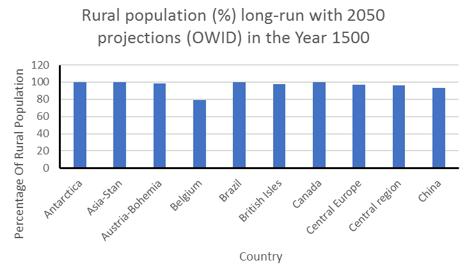 Rural population (%) long-run with 2050
projections (OWID) in the Year 1500
Percentage Of Rural Population
120
100
80
60
40
20
0
Antarctica
Asia-Stan
Austria-Bohemia
Belgium
Brazil
British Isles
Canada
Central Europe
Central region
China
Country